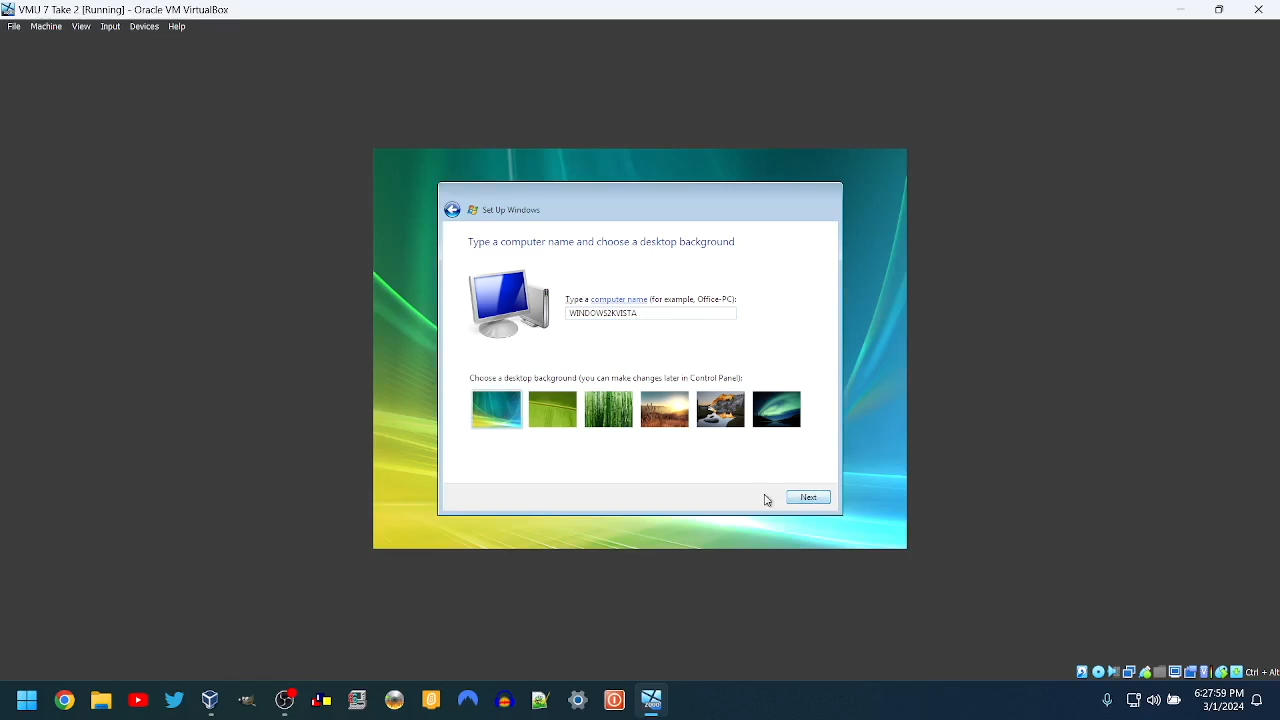 VMU 7 Take 2 [Running] - Oracle VM VirtualBox
File Machine View Input Devices Help
Set Up Windows
Type a computer name and choose a desktop background
Type a computer name (for example, Office-PC):
WINDOWS2KVISTA
Choose a desktop background (you can make changes later in Control Panel):
Next
Ctrl + Alt
2000
6:27:59 PM
3/1/2024